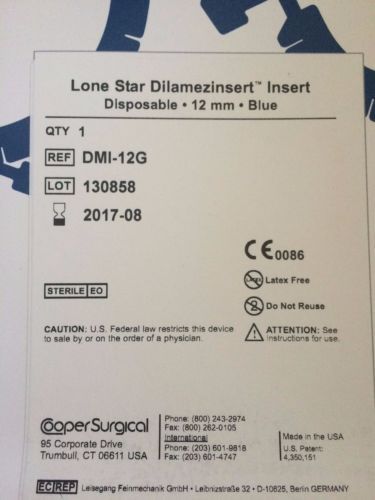 Lone Star Dilamezinsert™ Insert
Disposable • 12 mm • Blue
QTY 1
REF DMI-12G
LOT 130858
2017-08
CE0086
Latex Free
STERILE EO
2 Do Not Reuse
CAUTION: U.S. Federal law restricts this device
to sale by or on the order of a physician.
ATTENTION: See
instructions for use.
CooperSurgical
95 Corporate Drive
Trumbull, CT 06611 USA
Phone: (800) 243-2974
Fax: (800) 262-0105
International
Phone: (203) 601-9818
Fax: (203) 601-4747
Made in the USA
U.S. Patent:
4,350,151
EC REP Leisegang Feinmechanik GmbH • Leibnizstraße 32 • D-10625, Berlin GERMANY